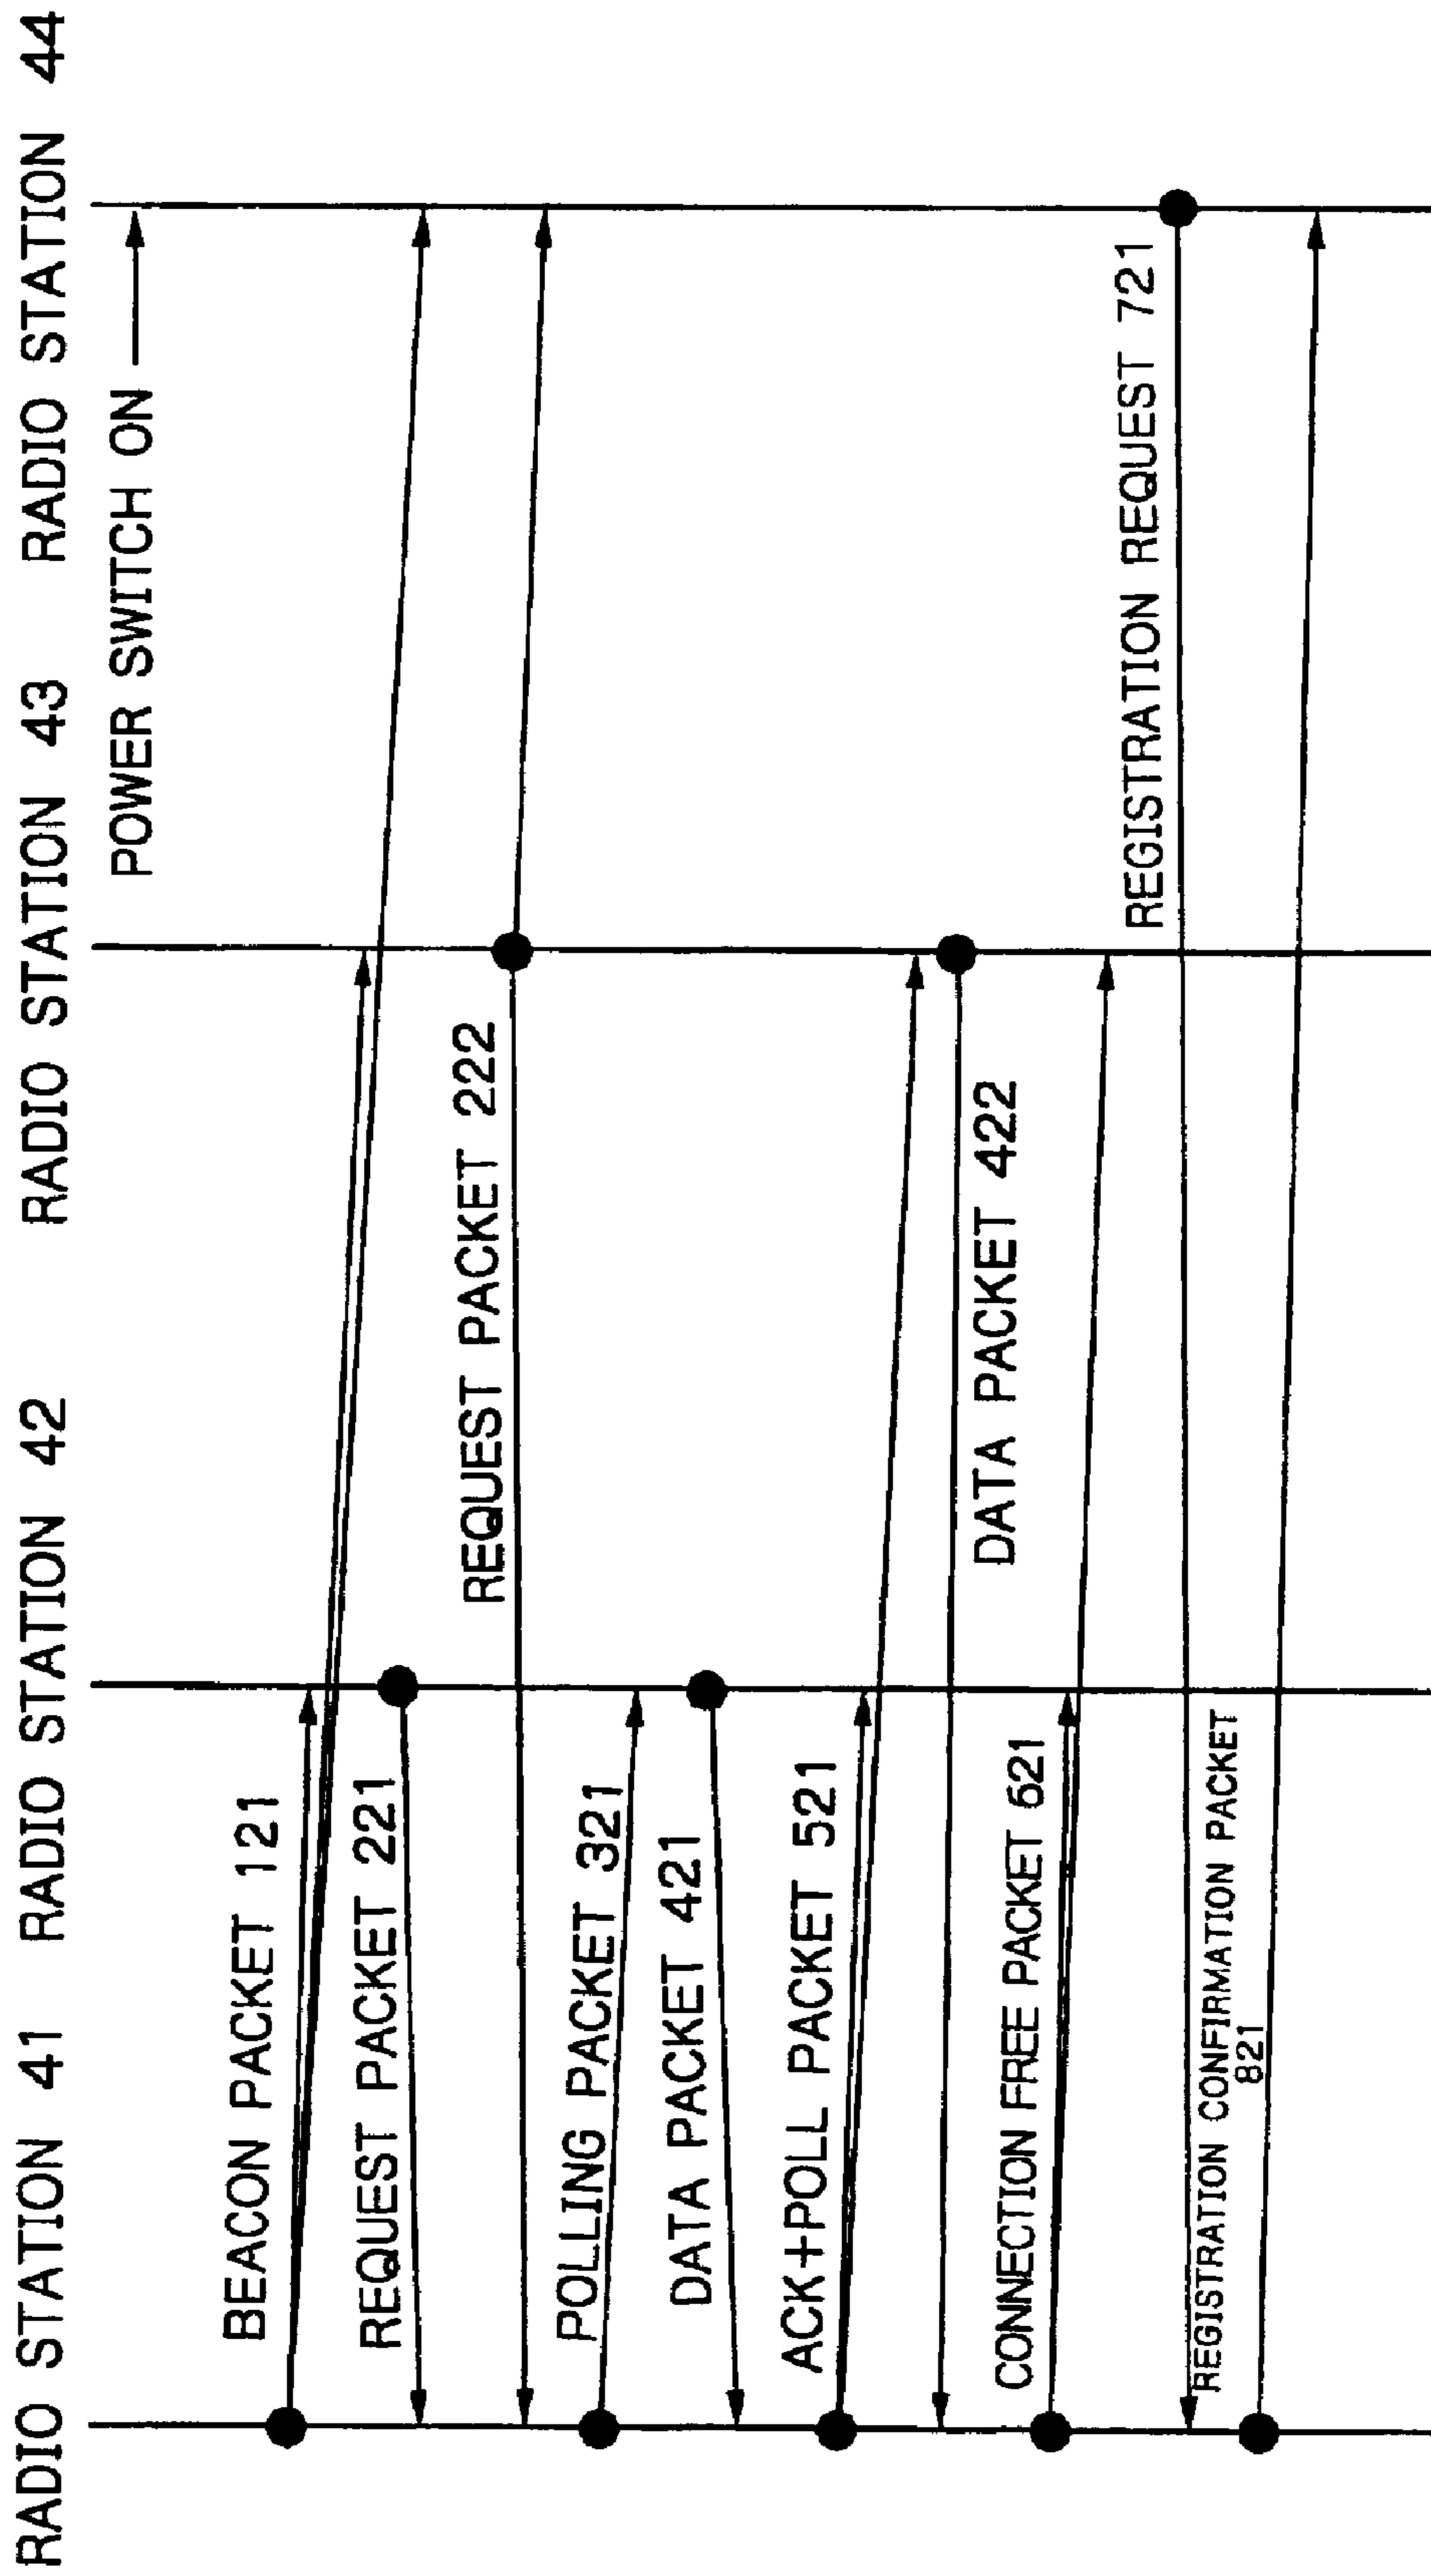 RADIO STATION 41
RADIO STATION 42
RADIO STATION 43
RADIO STATION 44
POWER SWITCH ON
BEACON PACKET 121
REQUEST PACKET 221
REQUEST PACKET 222
POLLING PACKET 321
DATA PACKET 421
ACK+POLL PACKET 521
DATA PACKET 422
CONNECTION FREE PACKET 621
REGISTRATION REQUEST 721
REGISTRATION CONFIRMATION PACKET
821